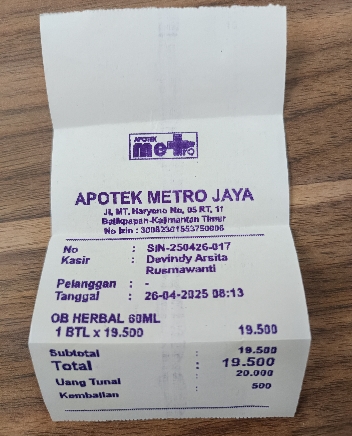 APOTEK
metro
APOTEK METRO JAYA
Jl. MT. Haryono No. 05 RT. 11
Balikpapan-Kalimantan Timur
No Izin : 30082301553750006
No : SIN-250426-017
Kasir : Devindy Arsita
Rusmawanti
Pelanggan : -
Tanggal : 26-04-2025 08:13
OB HERBAL 60ML
1 BTL x 19.500 19.500
Subtotal : 19.500
Total : 19.500
Uang Tunai : 20.000
Kembalian : 500